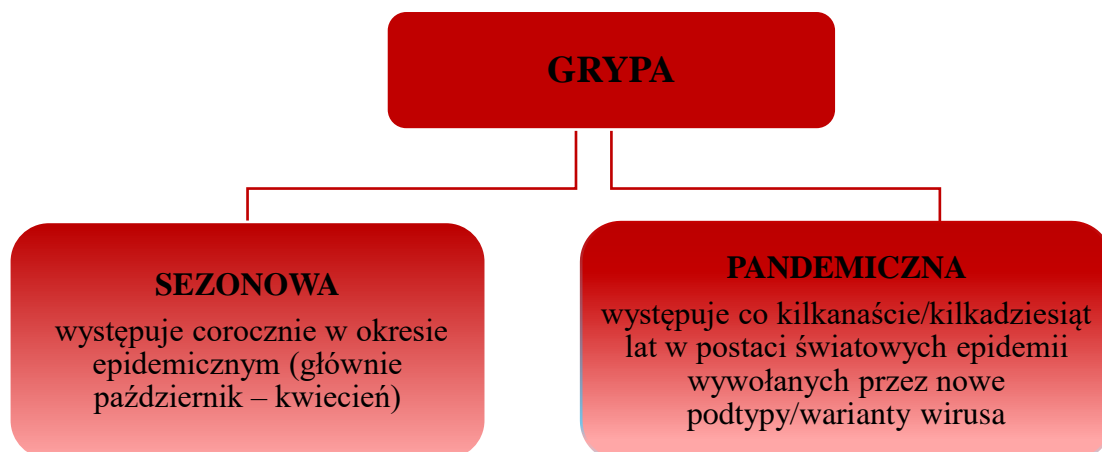 GRYPA
SEZONOWA
występuje corocznie w okresie
epidemicznym (głównie
październik – kwiecień)
PANDEMICZNA
występuje co kilkanaście/kilkadziesiąt
lat w postaci światowych epidemii
wywołanych przez nowe
podtypy/warianty wirusa